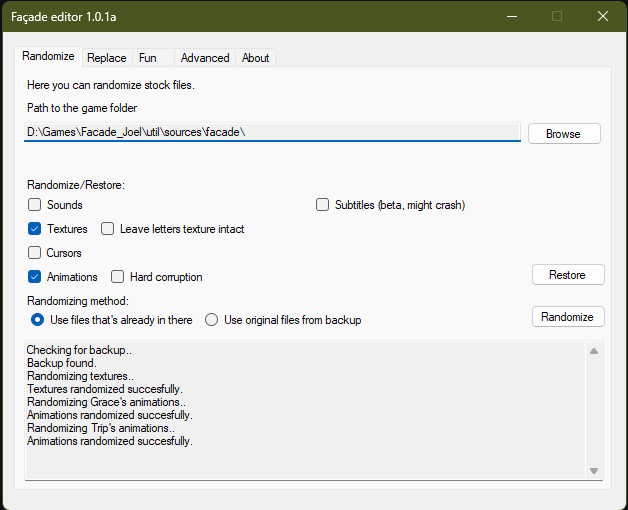 Façade editor 1.0.1a
Randomize Replace Fun Advanced About
Here you can randomize stock files.
Path to the game folder
D:\Games\Facade_Joel\util\sources\facade\ Browse
Randomize/Restore:
Sounds Subtitles (beta, might crash)
Textures Leave letters texture intact
Cursors
Animations Hard corruption Restore
Randomizing method:
Use files that's already in there Use original files from backup Randomize
Checking for backup..
Backup found.
Randomizing textures..
Textures randomized succesfully.
Randomizing Grace's animations..
Animations randomized succesfully.
Randomizing Trip's animations..
Animations randomized succesfully.